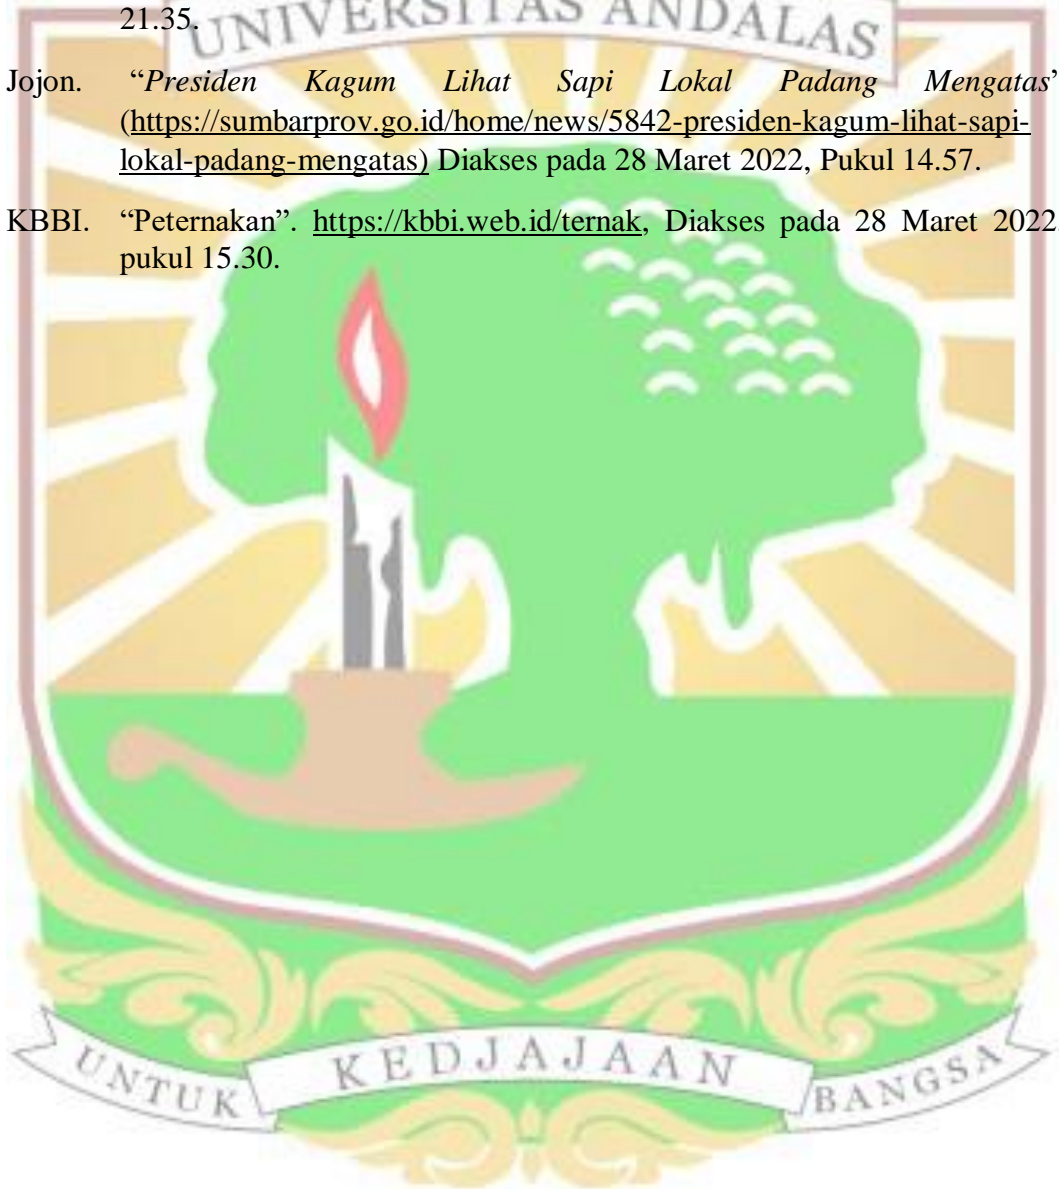 21.35.
UNIVERSITAS ANDALAS
Jojon. “Presiden Kagum Lihat Sapi Lokal Padang Mengatas”
(https://sumbarprov.go.id/home/news/5842-presiden-kagum-lihat-sapi-
lokal-padang-mengatas) Diakses pada 28 Maret 2022, Pukul 14.57.
KBBI. “Peternakan”. https://kbbi.web.id/ternak, Diakses pada 28 Maret 2022.
pukul 15.30.
UNTUK KEDJAJAAN BANGSA